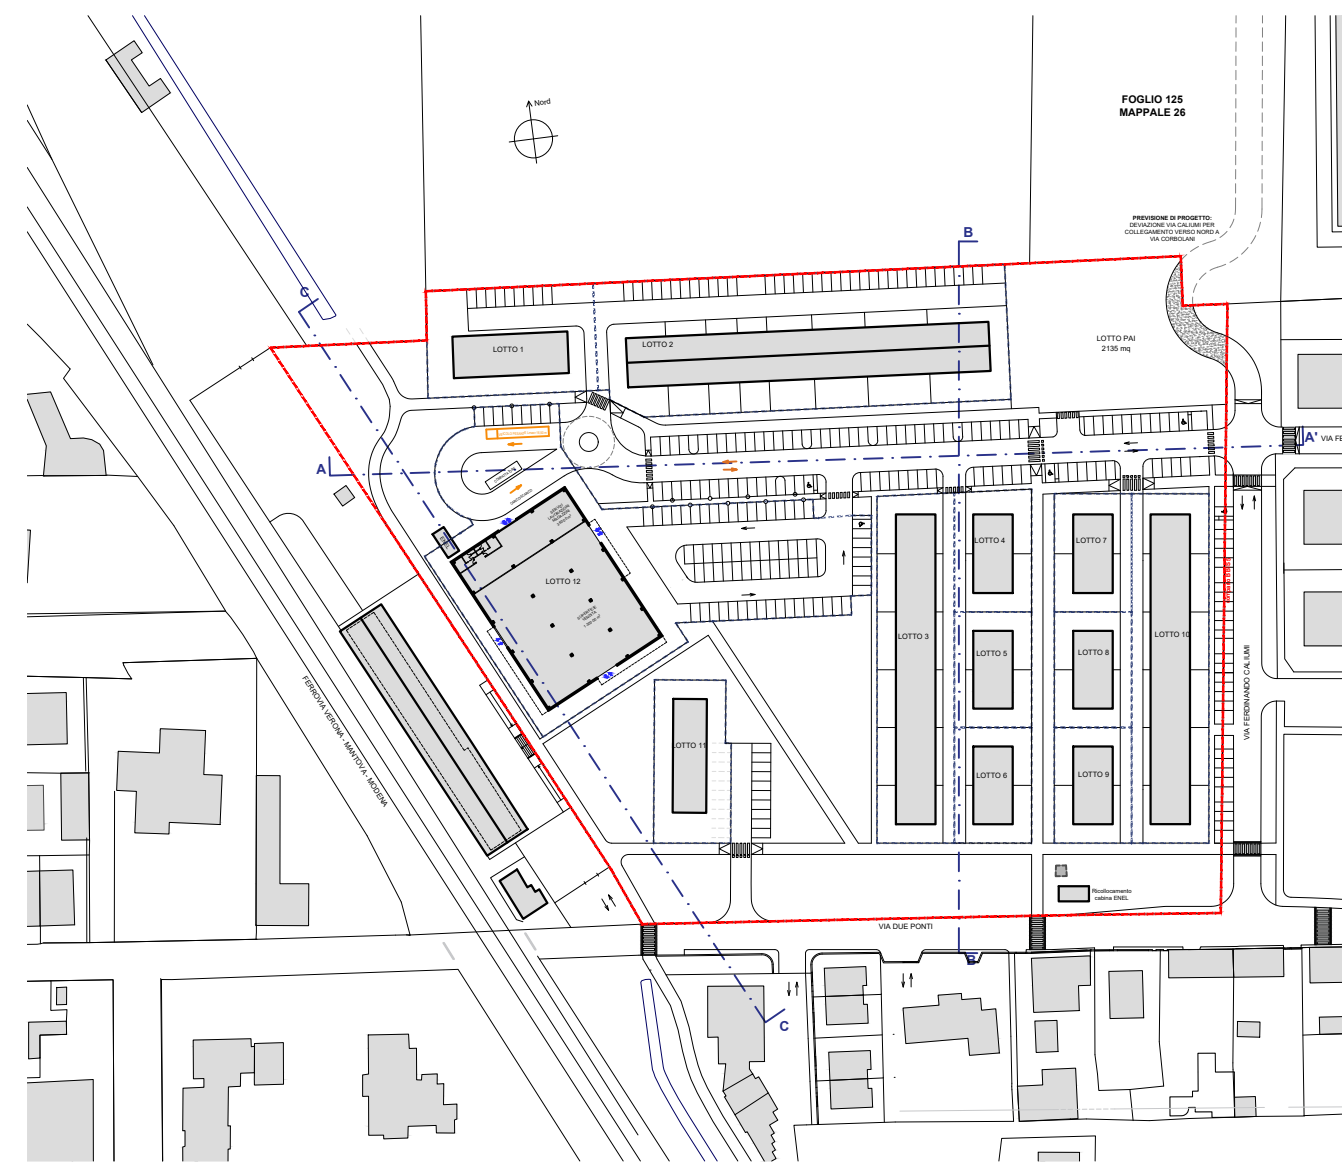 FOGLIO 125
MAPPALE 26
Nord
PREVISIONE DI PROGETTO:
DEVIAZIONE VIA CALIUMI PER
COLLEGAMENTO VERSO NORD A
VIA CORBOLANI
B
C
LOTTO 1
LOTTO 2
LOTTO PAI
2135 mq
A
A'
VIA FE
LOTTO 12
LOTTO 4
LOTTO 7
LOTTO 3
LOTTO 5
LOTTO 8
LOTTO 10
LOTTO 6
LOTTO 9
LOTTO 11
FERROVIA VERONA - MANTOVA - MODENA
VIA FERDINANDO CALIUMI
Ricollocamento
cabina ENEL
VIA DUE PONTI
B
C